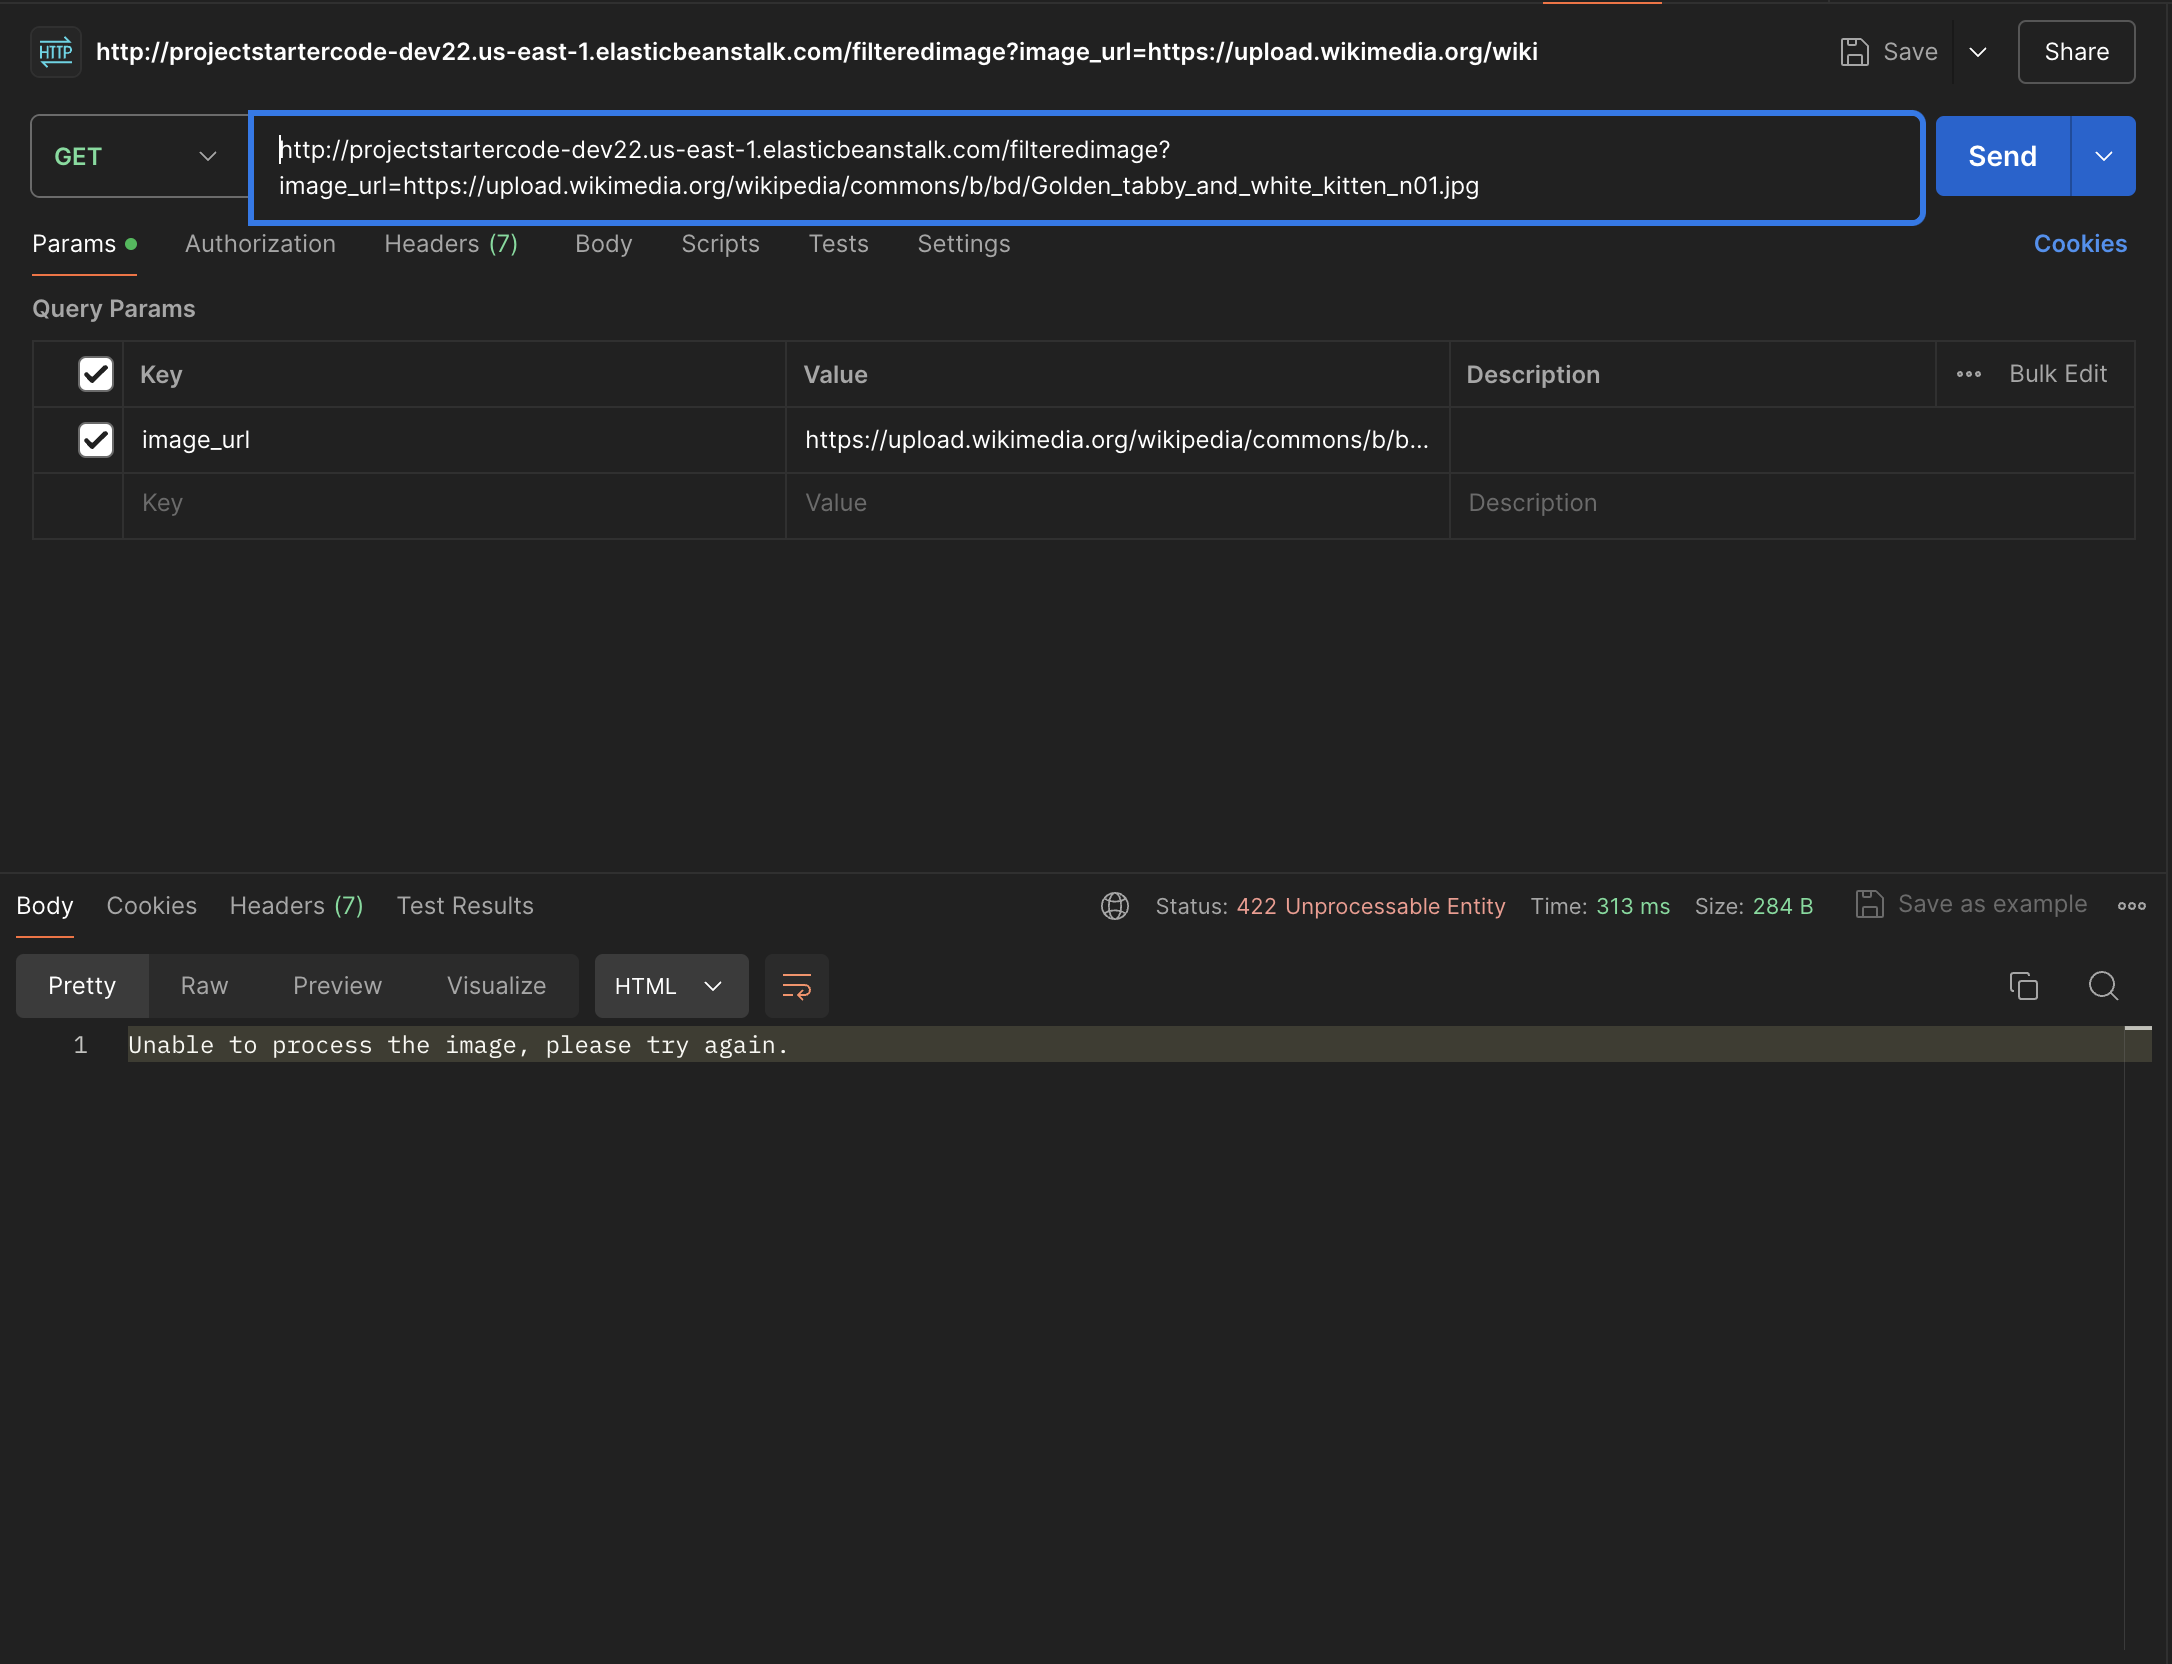 HTTP
http://projectstartercode-dev22.us-east-1.elasticbeanstalk.com/filteredimage?image_url=https://upload.wikimedia.org/wiki
Save
Share
GET
http://projectstartercode-dev22.us-east-1.elasticbeanstalk.com/filteredimage?
image_url=https://upload.wikimedia.org/wikipedia/commons/b/bd/Golden_tabby_and_white_kitten_n01.jpg
Send
Params Authorization Headers (7) Body Scripts Tests Settings Cookies
Query Params
Key Value Description Bulk Edit
image_url https://upload.wikimedia.org/wikipedia/commons/b/b...
Key Value Description
Body Cookies Headers (7) Test Results Status: 422 Unprocessable Entity Time: 313 ms Size: 284 B Save as example
Pretty Raw Preview Visualize HTML
1 Unable to process the image, please try again.